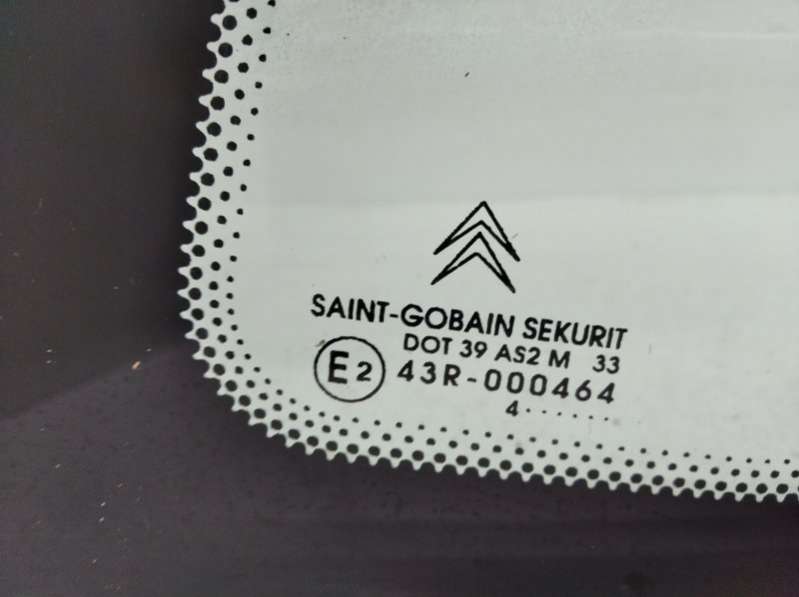 SAINT-GOBAIN SEKURIT
DOT 39 AS2 M 33
E2 43R-000464
4.......